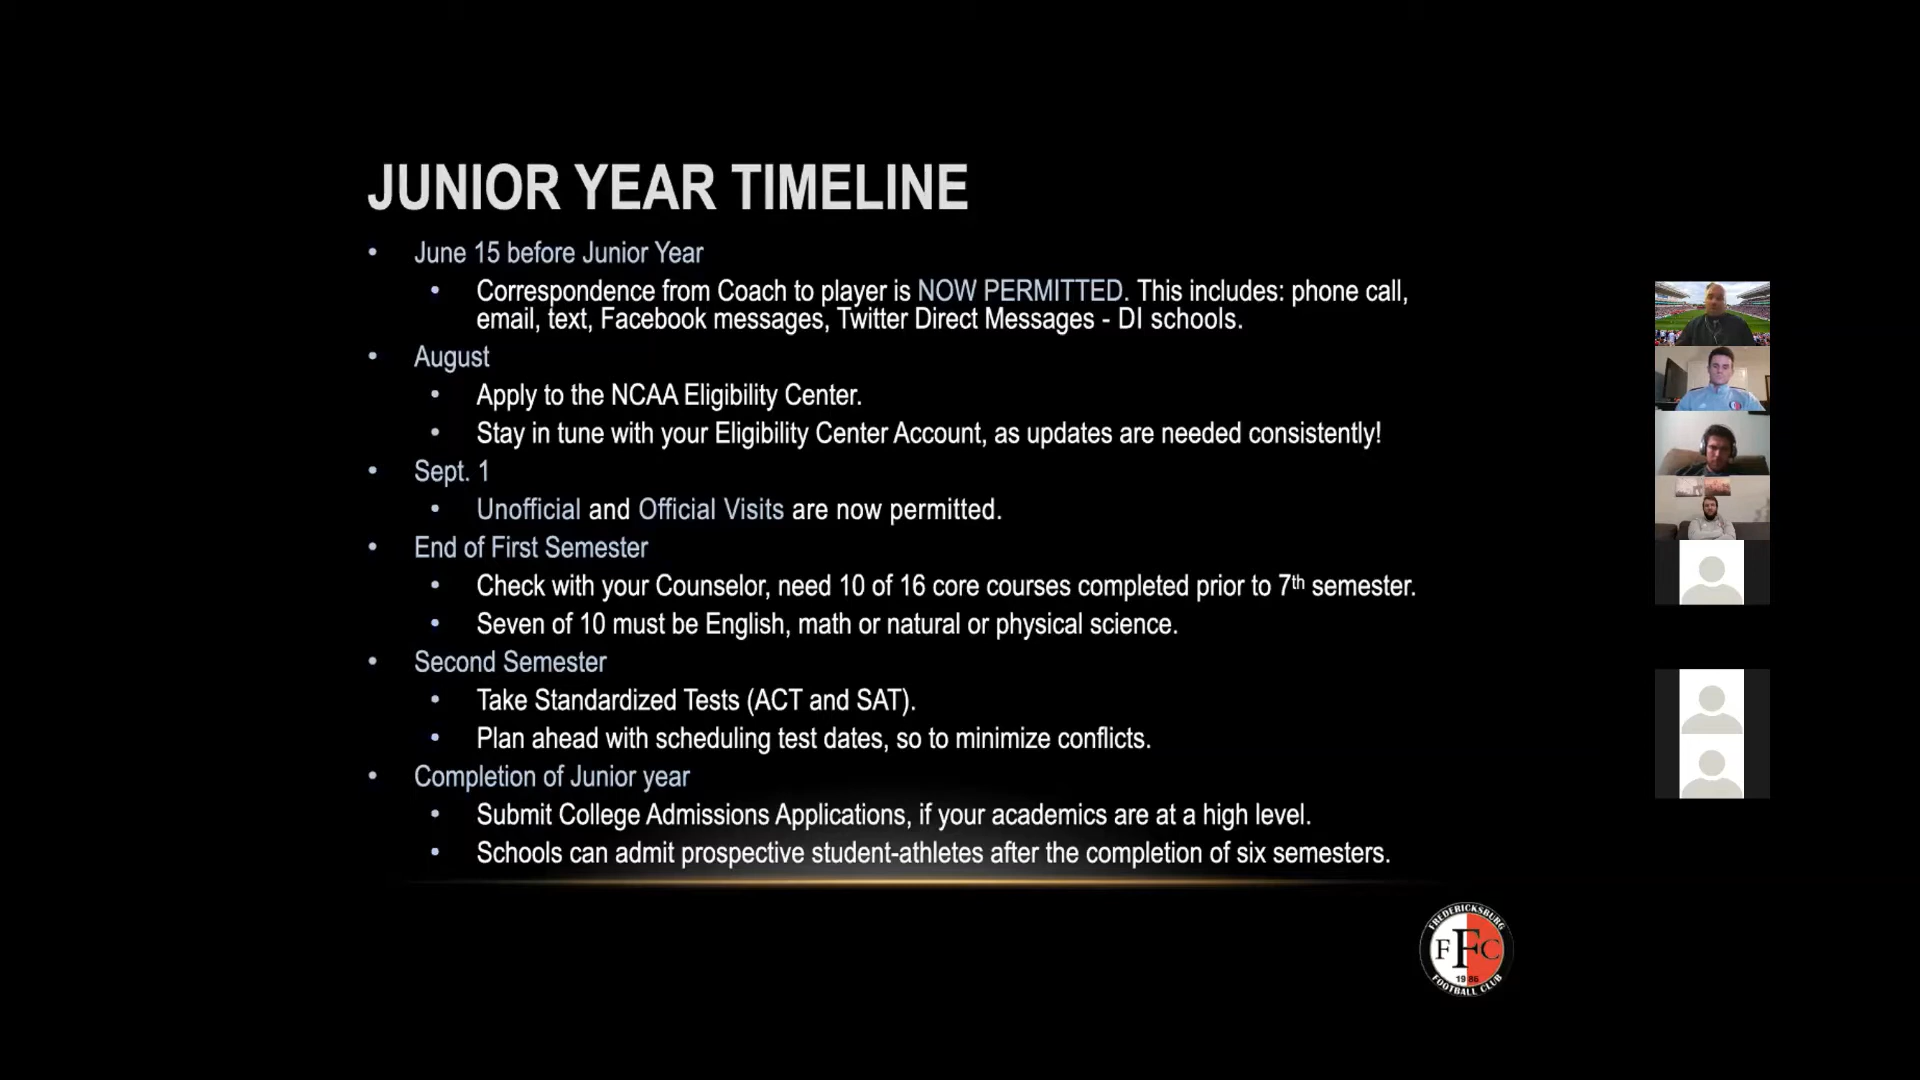 JUNIOR YEAR TIMELINE
• June 15 before Junior Year
• Correspondence from Coach to player is NOW PERMITTED. This includes: phone call,
email, text, Facebook messages, Twitter Direct Messages - DI schools.
• August
• Apply to the NCAA Eligibility Center.
• Stay in tune with your Eligibility Center Account, as updates are needed consistently!
• Sept. 1
• Unofficial and Official Visits are now permitted.
• End of First Semester
• Check with your Counselor, need 10 of 16 core courses completed prior to 7th semester.
• Seven of 10 must be English, math or natural or physical science.
• Second Semester
• Take Standardized Tests (ACT and SAT).
• Plan ahead with scheduling test dates, so to minimize conflicts.
• Completion of Junior year
• Submit College Admissions Applications, if your academics are at a high level.
• Schools can admit prospective student-athletes after the completion of six semesters.
FREDERICKSBURG
FFC
1986
FOOTBALL CLUB